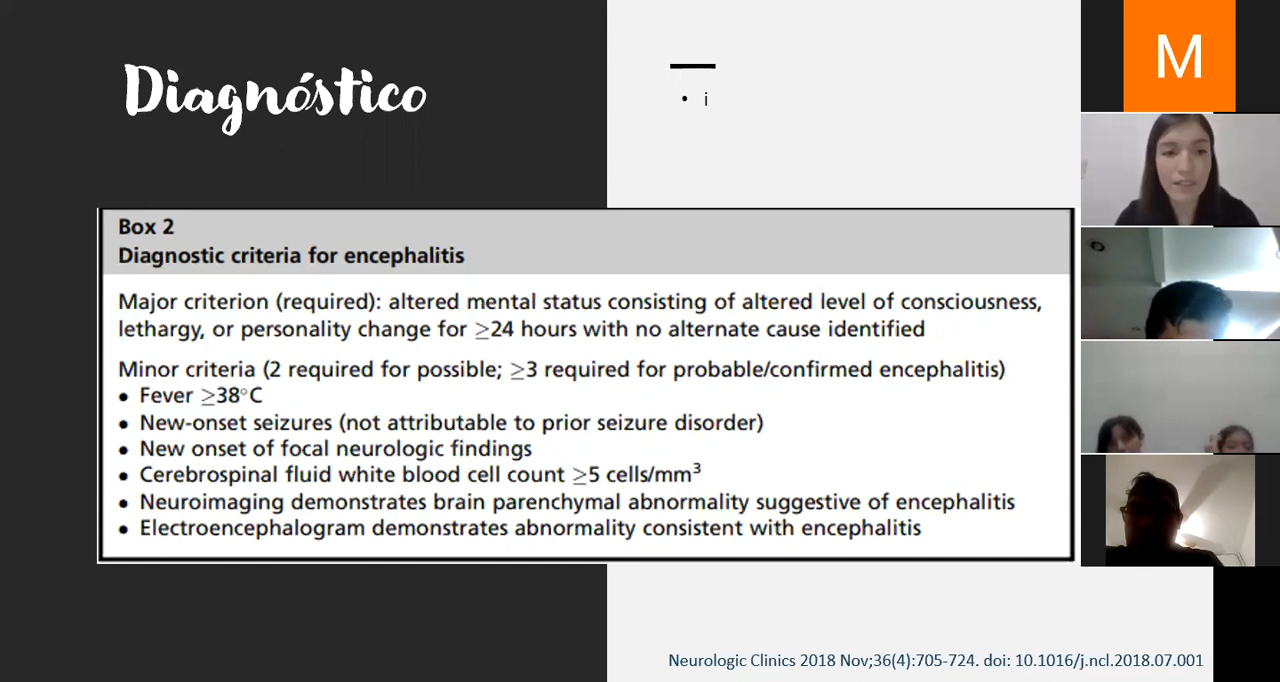 Diagnóstico
• i
M
Box 2
Diagnostic criteria for encephalitis
Major criterion (required): altered mental status consisting of altered level of consciousness,
lethargy, or personality change for ≥24 hours with no alternate cause identified
Minor criteria (2 required for possible; ≥3 required for probable/confirmed encephalitis)
• Fever ≥38°C
• New-onset seizures (not attributable to prior seizure disorder)
• New onset of focal neurologic findings
• Cerebrospinal fluid white blood cell count ≥5 cells/mm³
• Neuroimaging demonstrates brain parenchymal abnormality suggestive of encephalitis
• Electroencephalogram demonstrates abnormality consistent with encephalitis
Neurologic Clinics 2018 Nov;36(4):705-724. doi: 10.1016/j.ncl.2018.07.001